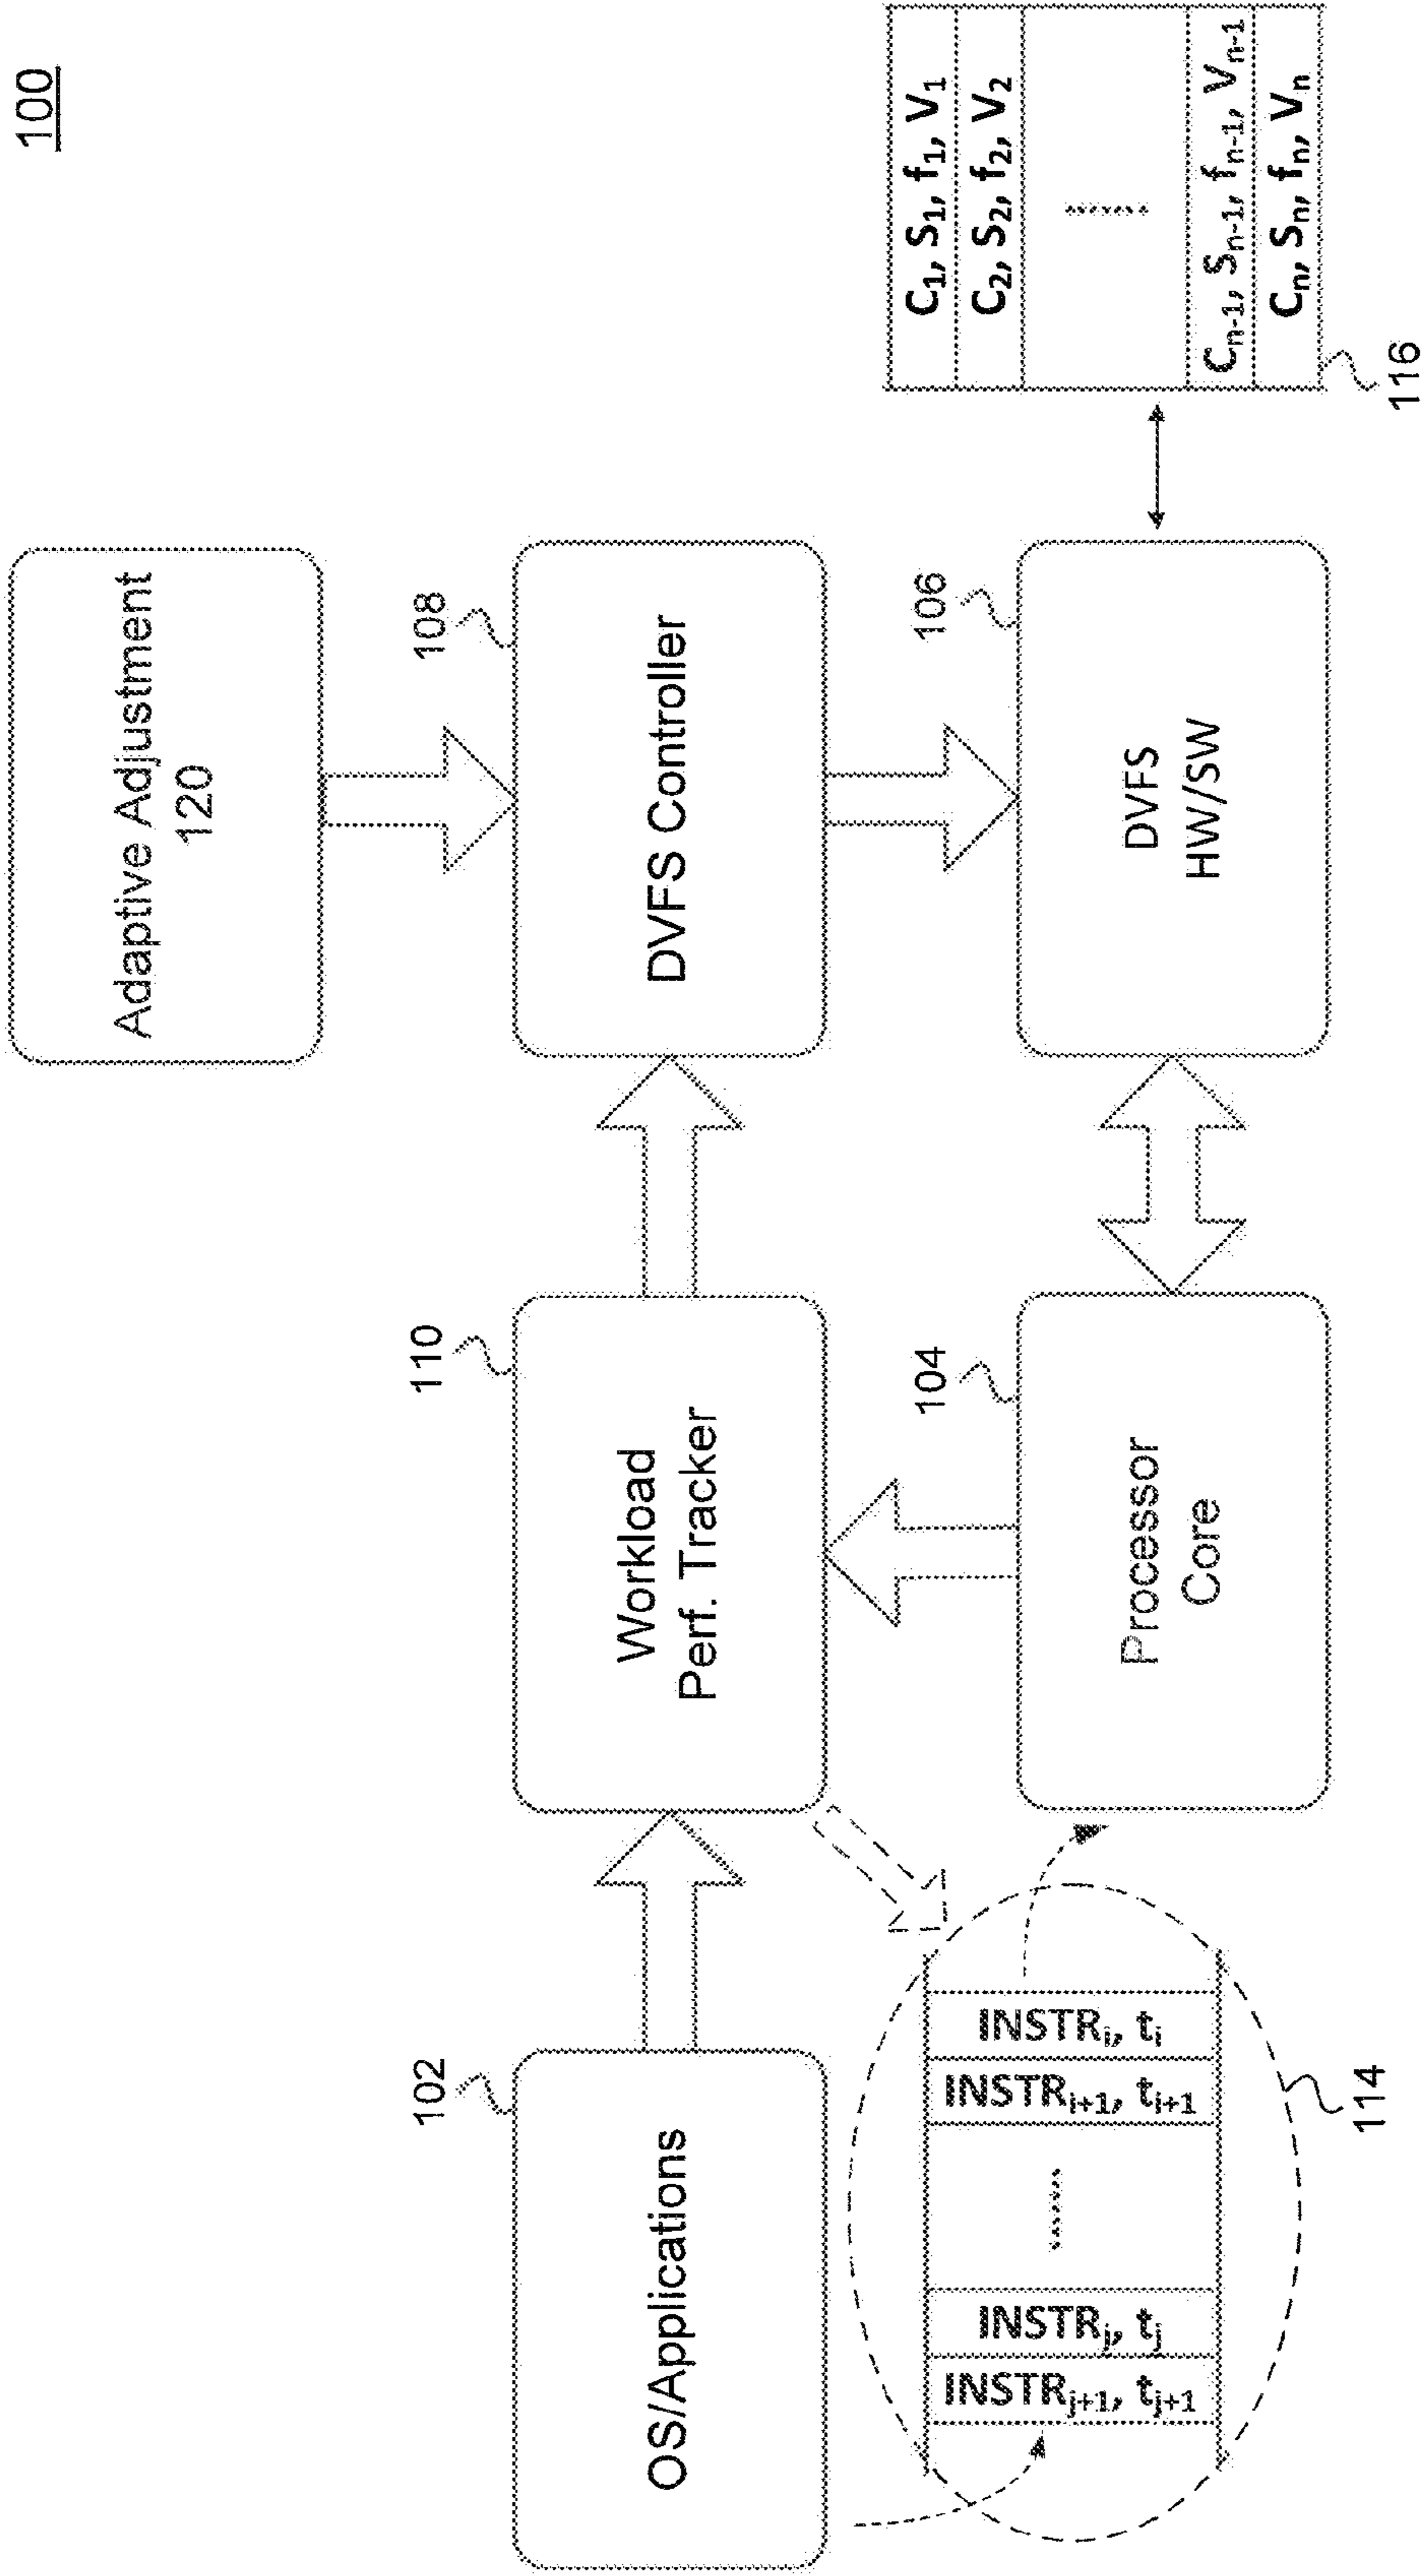 100
Adaptive Adjustment
120
102
110
108
OS/Applications
Workload
Perf. Tracker
DVFS Controller
104
106
Processor
Core
DVFS
HW/SW
INSTRj+1, tj+1
INSTRj, tj
......
INSTRi+1, ti+1
INSTRi, ti
114
C1, S1, f1, V1
C2, S2, f2, V2
Cn-1, Sn-1, fn-1, Vn-1
Cn, Sn, fn, Vn
116